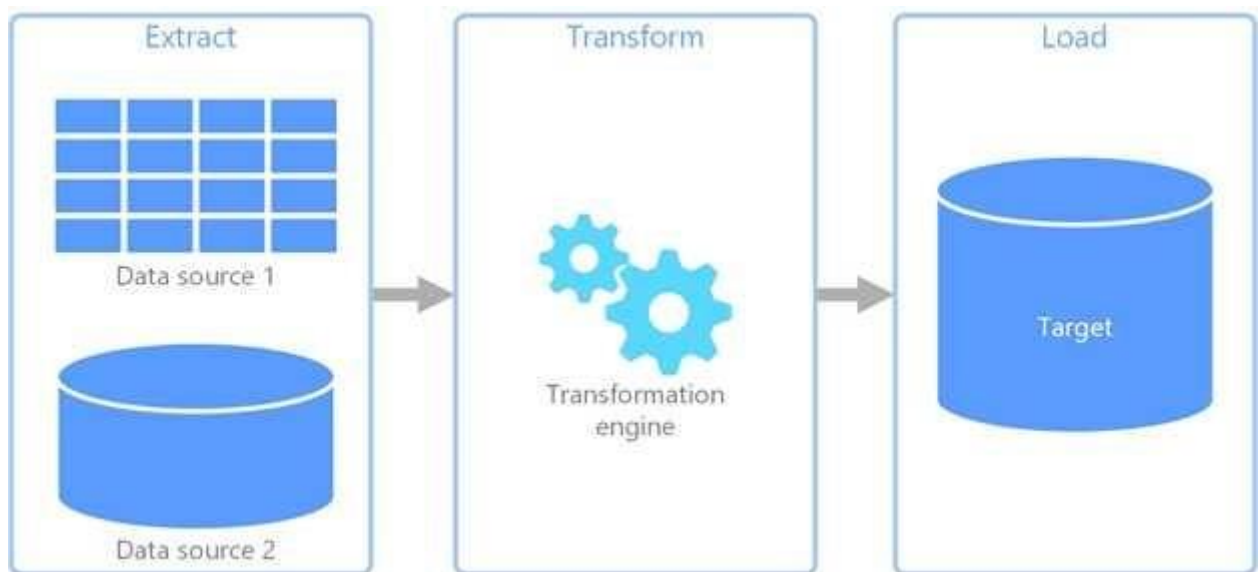 Extract
Data source 1
Data source 2
Transform
Transformation
engine
Load
Target